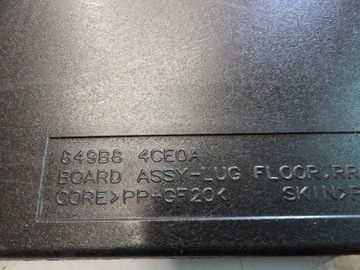 849B8 4CE0A
BOARD ASSY-LUG FLOOR,RR
CORE>PP+GF20< SKIN>P